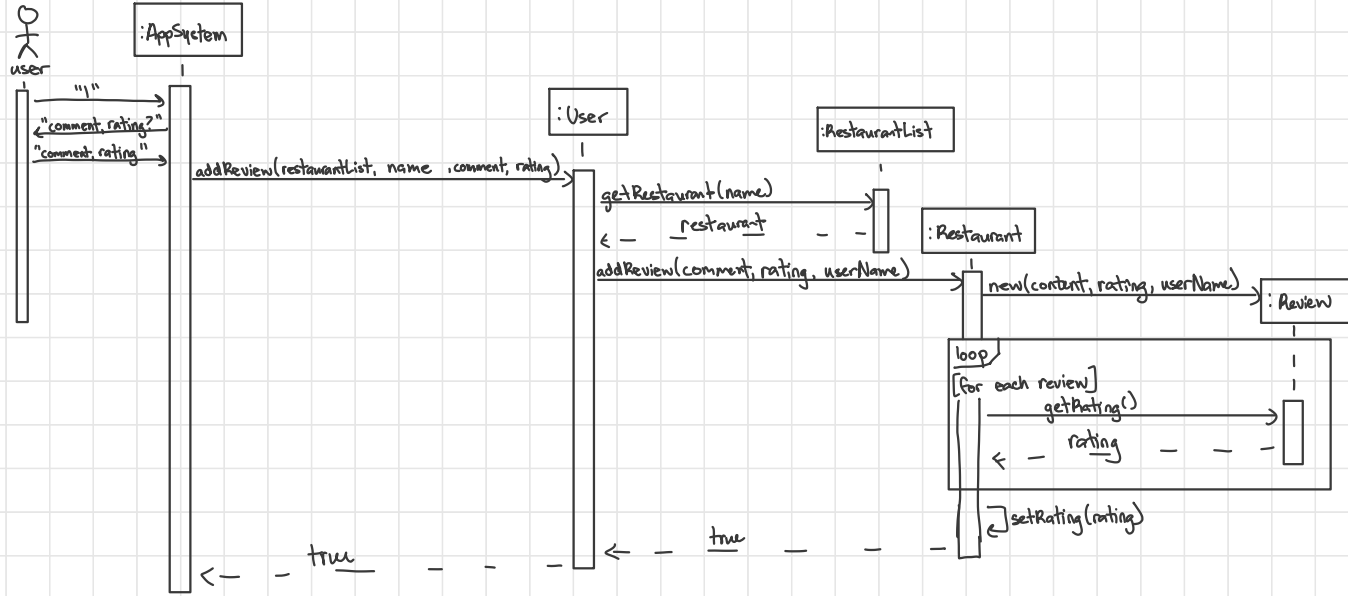 :AppSystem
user
"1"
"comment, rating?"
"comment, rating"
:User
:RestaurantList
addReview(restaurantList, name ,comment, rating)
getRestaurant(name)
restaurant
:Restaurant
addReview(comment, rating, userName)
new(content, rating, userName)
:Review
loop
[for each review]
getRating()
rating
setRating(rating)
true
true